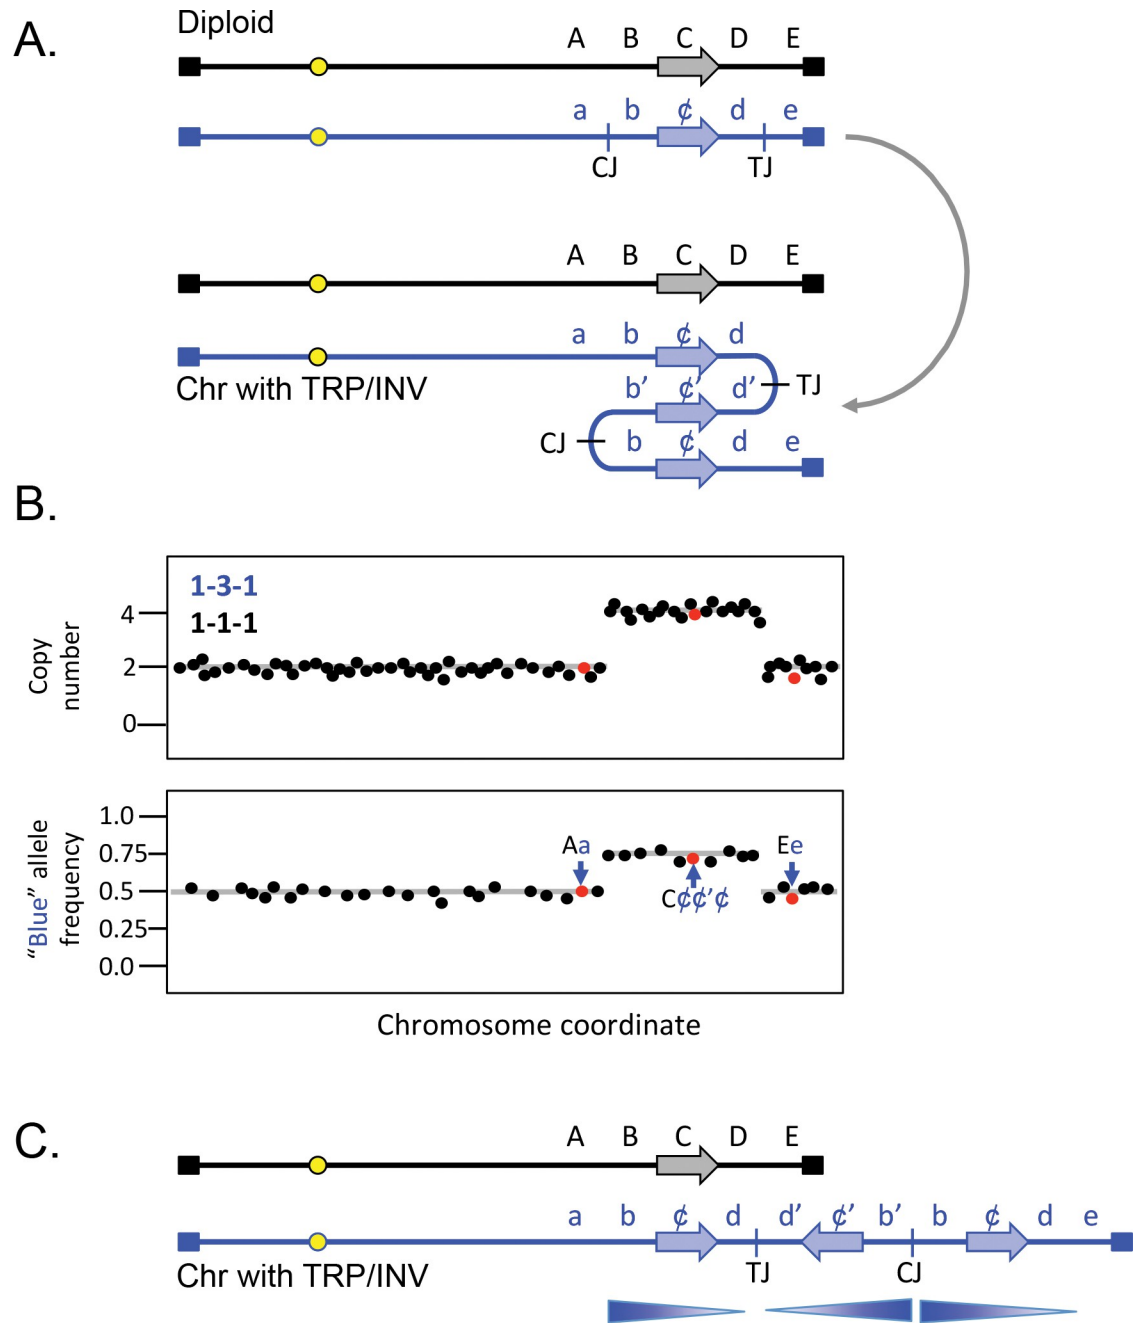 A.
Diploid
A B C D E
a b ȼ d e
CJ TJ
A B C D E
a b ȼ d
Chr with TRP/INV
b’ ȼ’ d’ TJ
CJ b ȼ d e
B.
1-3-1
1-1-1
Copy
number
4
2
0
"Blue" allele
frequency
1.0
0.75
0.5
0.25
0.0
Aa
Cȼȼ’ȼ
Ee
Chromosome coordinate
C.
A B C D E
a b ȼ d d’ ȼ’ b’ b ȼ d e
Chr with TRP/INV
TJ CJ